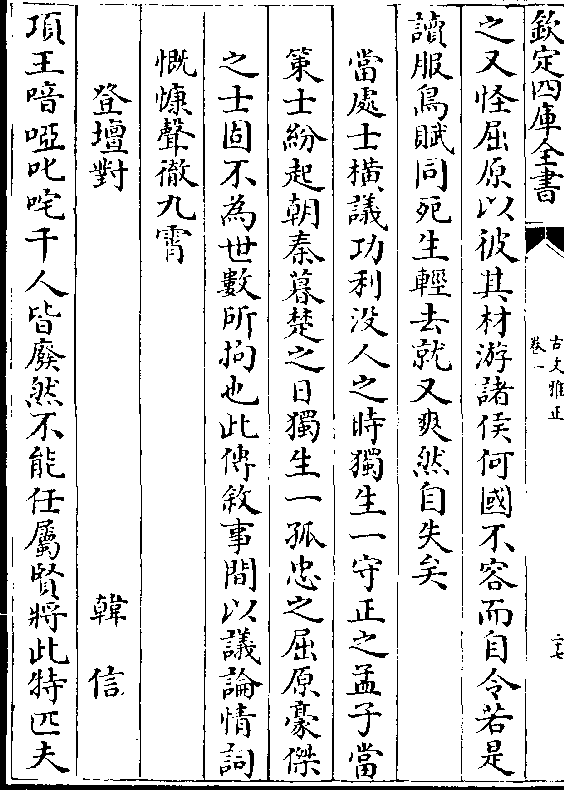 欽定四庫全書
古文雅正
卷一
二十七
之又怪屈原以彼其材游諸侯何國不容而自令若是
讀服鳥賦同死生輕去就又爽然自失矣
當處士橫議功利没人之時獨生一守正之孟子當
策士紛起朝秦暮楚之日獨生一孤忠之屈原豪傑
之士固不為世數所拘也此傳敘事間以議論情詞
慨慷聲徹九霄
登壇對 韓信
項王喑啞叱咤千人皆廢然不能任屬賢將此特匹夫